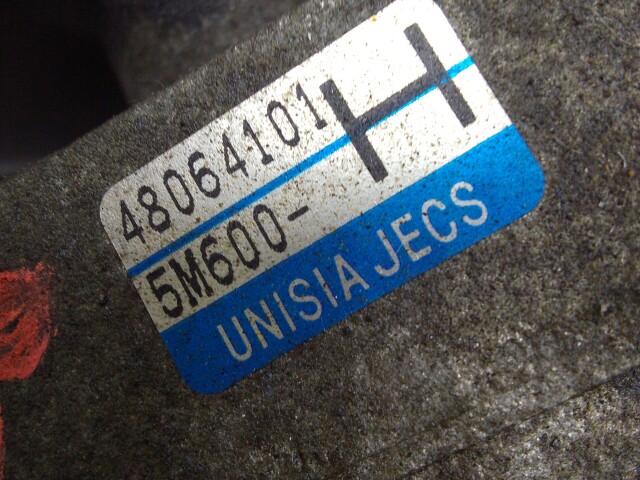 48064101
H
5M600-
UNISIA JECS